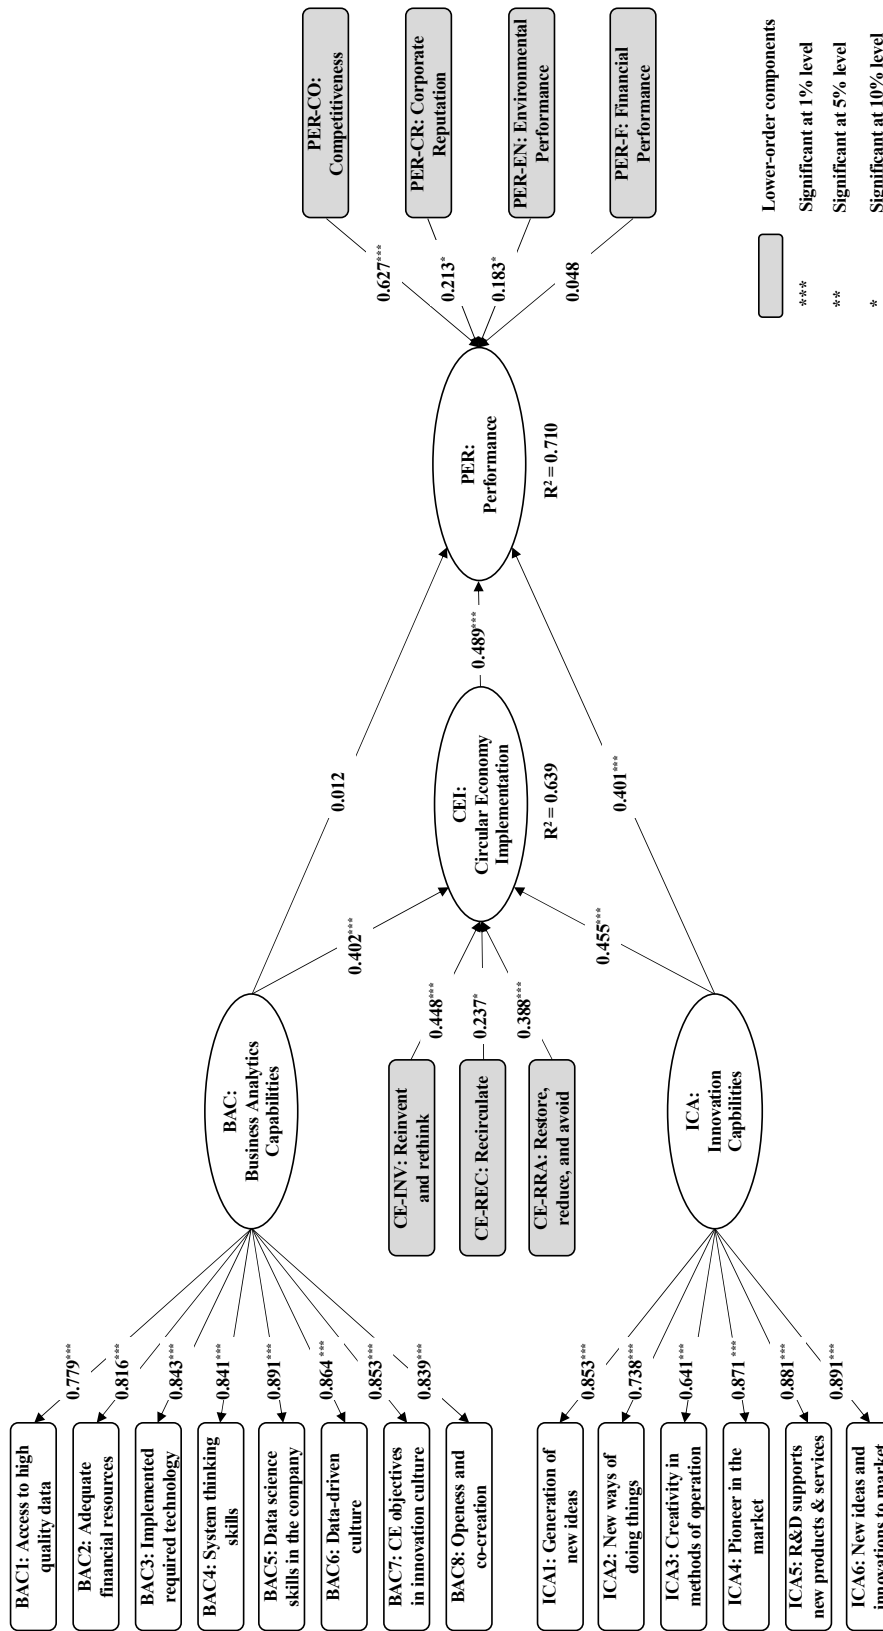 BAC1: Access to high
quality data
BAC2: Adequate
financial resources
BAC3: Implemented
required technology
BAC4: System thinking
skills
BAC5: Data science
skills in the company
BAC6: Data-driven
culture
BAC7: CE objectives
in innovation culture
BAC8: Openess and
co-creation
ICA1: Generation of
new ideas
ICA2: New ways of
doing things
ICA3: Creativity in
methods of operation
ICA4: Pioneer in the
market
ICA5: R&D supports
new products & services
ICA6: New ideas and
innovations to market
0.779***
0.816***
0.843***
0.841***
0.891***
0.864***
0.853***
0.839***
0.853***
0.738***
0.641***
0.871***
0.881***
0.891***
BAC:
Business Analytics
Capabilities
CE-INV: Reinvent
and rethink
CE-REC: Recirculate
CE-RRA: Restore,
reduce, and avoid
ICA:
Innovation
Capbilities
0.448***
0.237*
0.388***
0.402***
0.455***
CEI:
Circular Economy
Implementation
R² = 0.639
0.012
0.489***
0.401***
PER:
Performance
R² = 0.710
0.627***
0.213*
0.183*
0.048
PER-CO:
Competitiveness
PER-CR: Corporate
Reputation
PER-EN: Environmental
Performance
PER-F: Financial
Performance
Lower-order components
*** Significant at 1% level
** Significant at 5% level
* Significant at 10% level